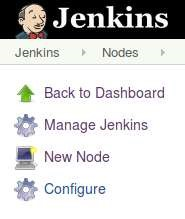 Jenkins
Jenkins Nodes
Back to Dashboard
Manage Jenkins
New Node
Configure